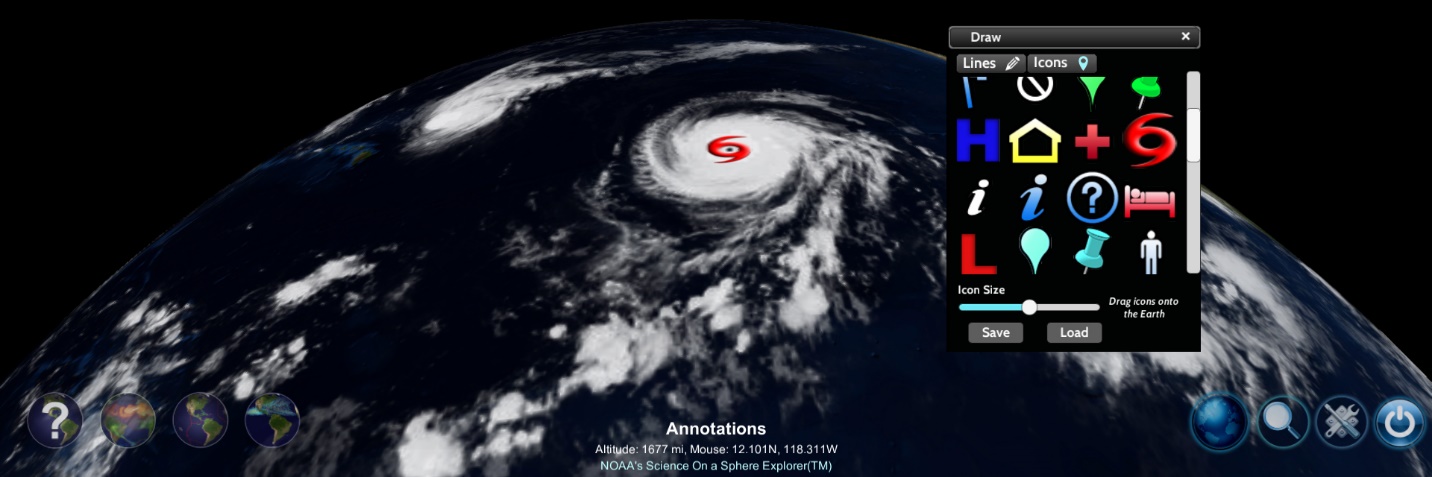 Draw ×
Lines
Icons
H
i
i
?
L
Icon Size
Drag icons onto
the Earth
Save
Load
?
Annotations
Altitude: 1677 mi, Mouse: 12.101N, 118.311W
NOAA's Science On a Sphere Explorer(TM)